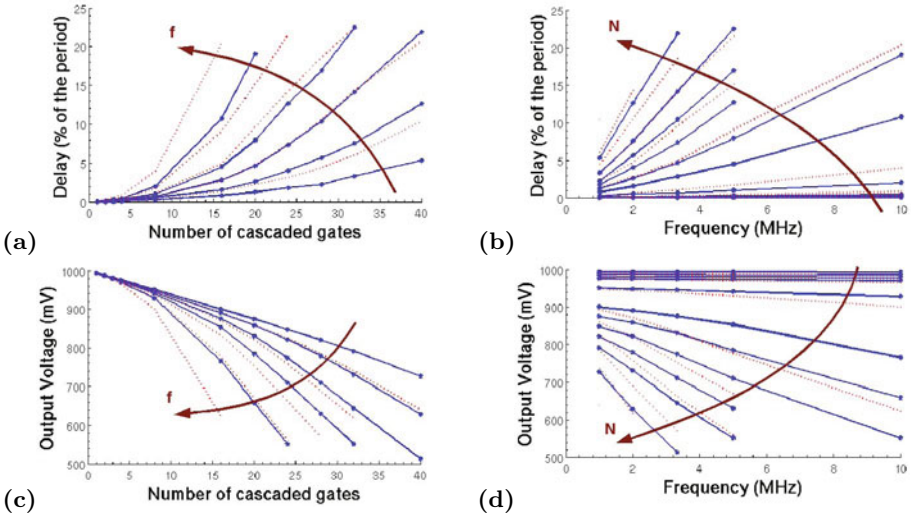 25
20
15
10
5
0
Delay (% of the period)
f
0 5 10 15 20 25 30 35 40
Number of cascaded gates
(a)
25
20
15
10
5
0
Delay (% of the period)
N
0 2 4 6 8 10
Frequency (MHz)
(b)
1000
900
800
700
600
500
Output Voltage (mV)
f
0 5 10 15 20 25 30 35 40
Number of cascaded gates
(c)
1000
900
800
700
600
500
Output Voltage (mV)
N
0 2 4 6 8 10
Frequency (MHz)
(d)